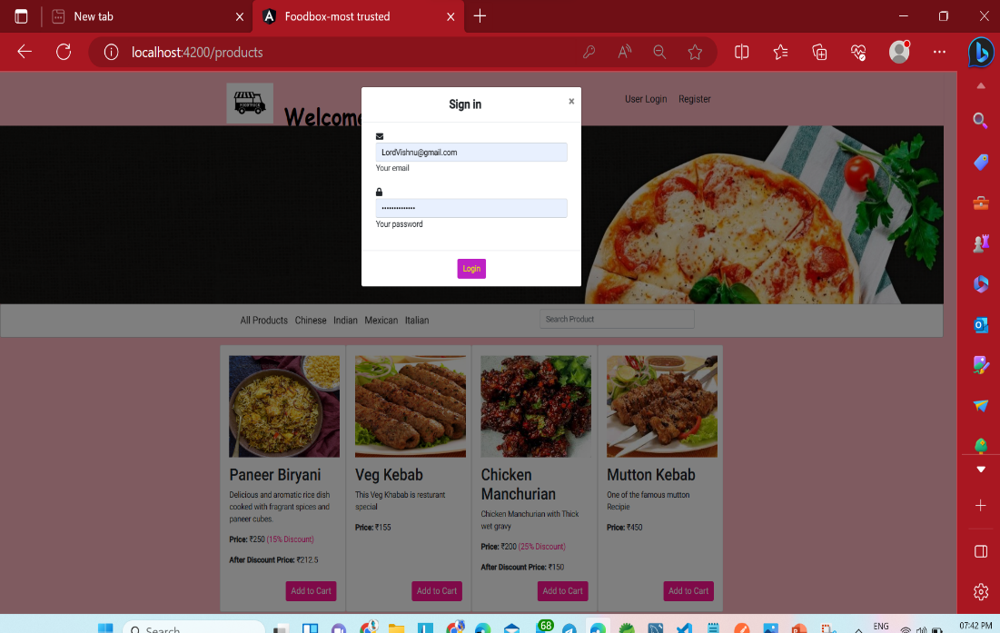 New tab
Foodbox-most trusted
localhost:4200/products
FOODTRUCK
Welcome
User Login Register
Sign in
×
LordVishnu@gmail.com
Your email
••••••••••••••
Your password
Login
All Products Chinese Indian Mexican Italian
Search Product
Paneer Biryani
Delicious and aromatic rice dish
cooked with fragrant spices and
paneer cubes.
Price: ₹250 (15% Discount)
After Discount Price: ₹212.5
Add to Cart
Veg Kebab
This Veg Khabab is resturant
special
Price: ₹155
Add to Cart
Chicken
Manchurian
Chicken Manchurian with Thick
wet gravy
Price: ₹200 (25% Discount)
After Discount Price: ₹150
Add to Cart
Mutton Kebab
One of the famous mutton
Recipie
Price: ₹450
Add to Cart
Search
68
ENG
07:42 PM